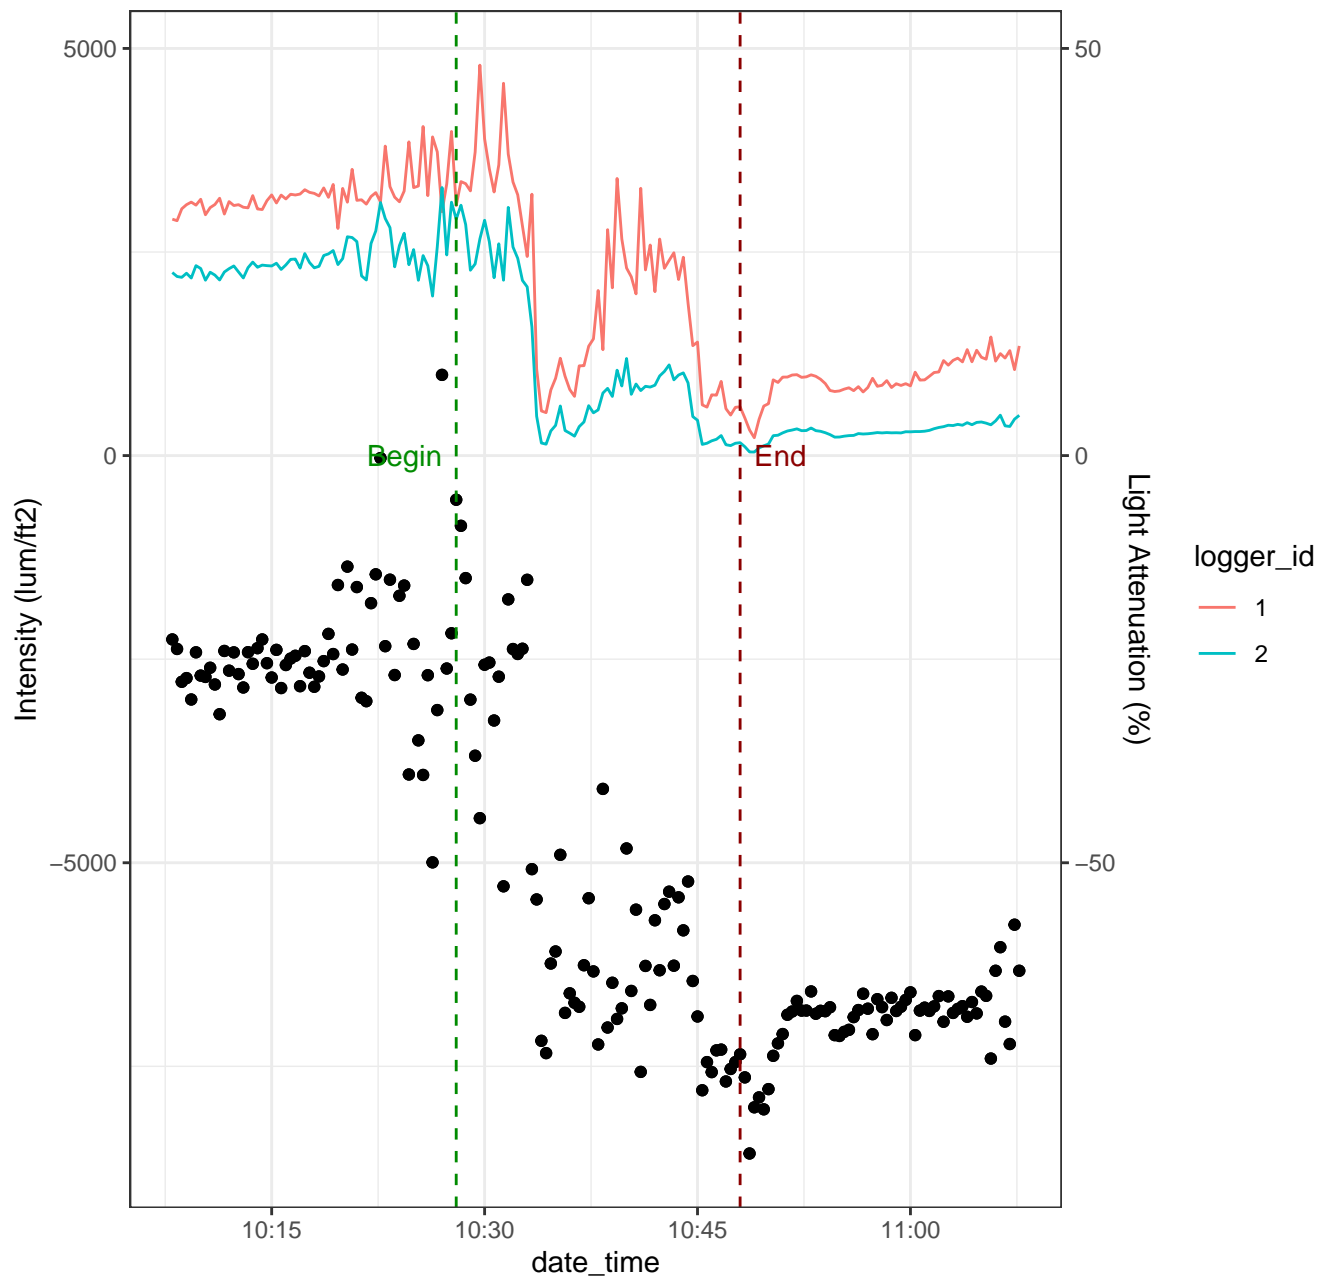 5000
0
−5000
50
0
−50
Intensity (lum/ft2)
Light Attenuation (%)
Begin
End
10:15
10:30
10:45
11:00
date_time
logger_id
1
2